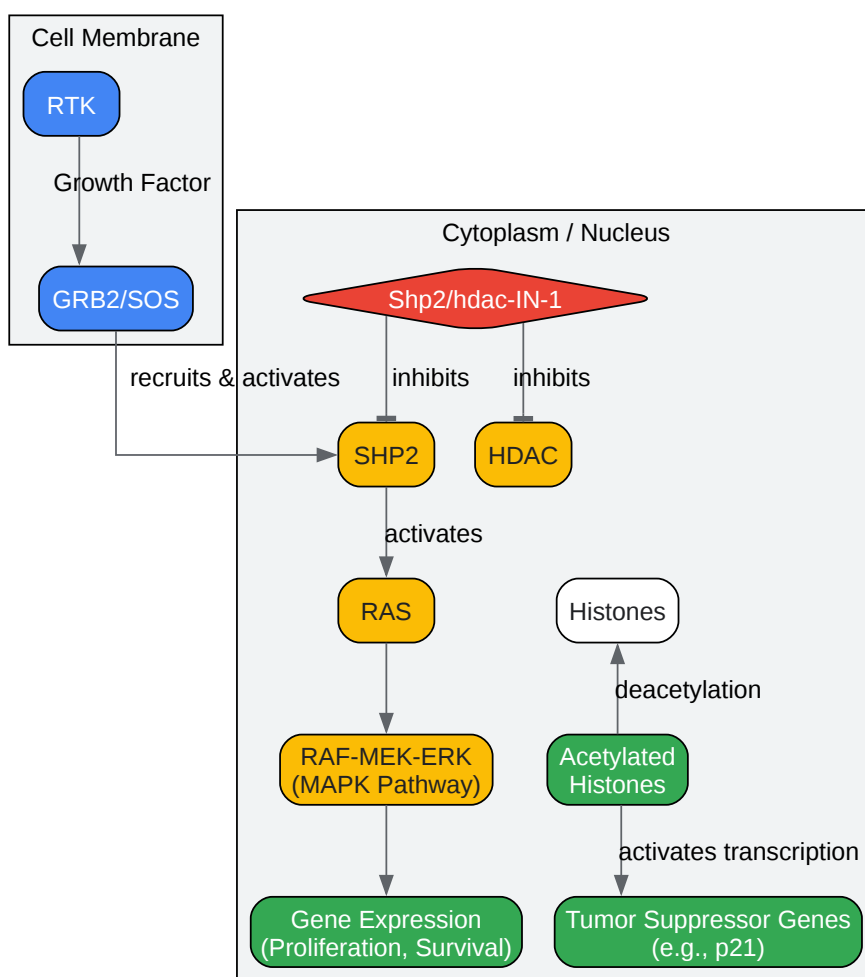 Cell Membrane
RTK
Growth Factor
GRB2/SOS
Cytoplasm / Nucleus
Shp2/hdac-IN-1
recruits & activates
inhibits
inhibits
SHP2
HDAC
activates
RAS
Histones
deacetylation
RAF-MEK-ERK
(MAPK Pathway)
Acetylated
Histones
activates transcription
Gene Expression
(Proliferation, Survival)
Tumor Suppressor Genes
(e.g., p21)